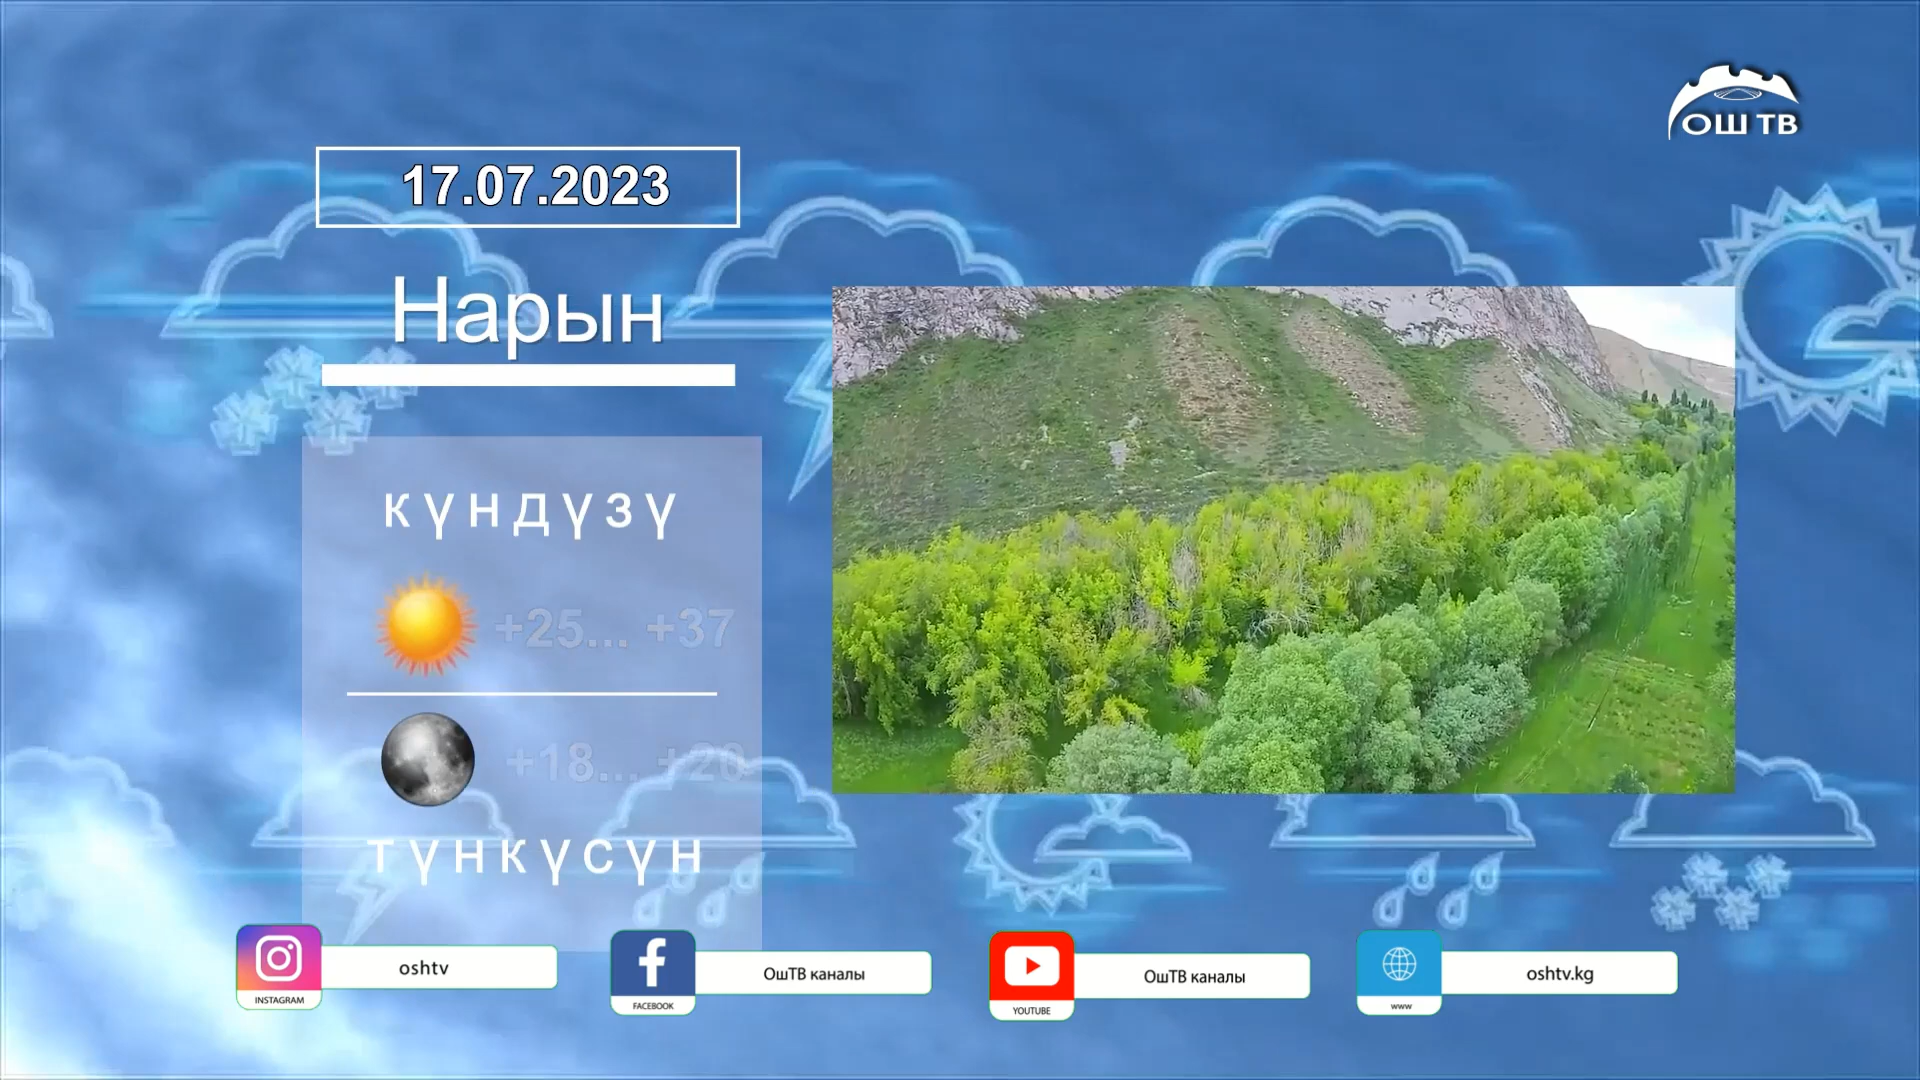 ОШ ТВ
17.07.2023
Нарын
күндүзү
+25... +37
+18... +20
түнкүсүн
INSTAGRAM
oshtv
FACEBOOK
ОшТВ каналы
YOUTUBE
ОшТВ каналы
www
oshtv.kg